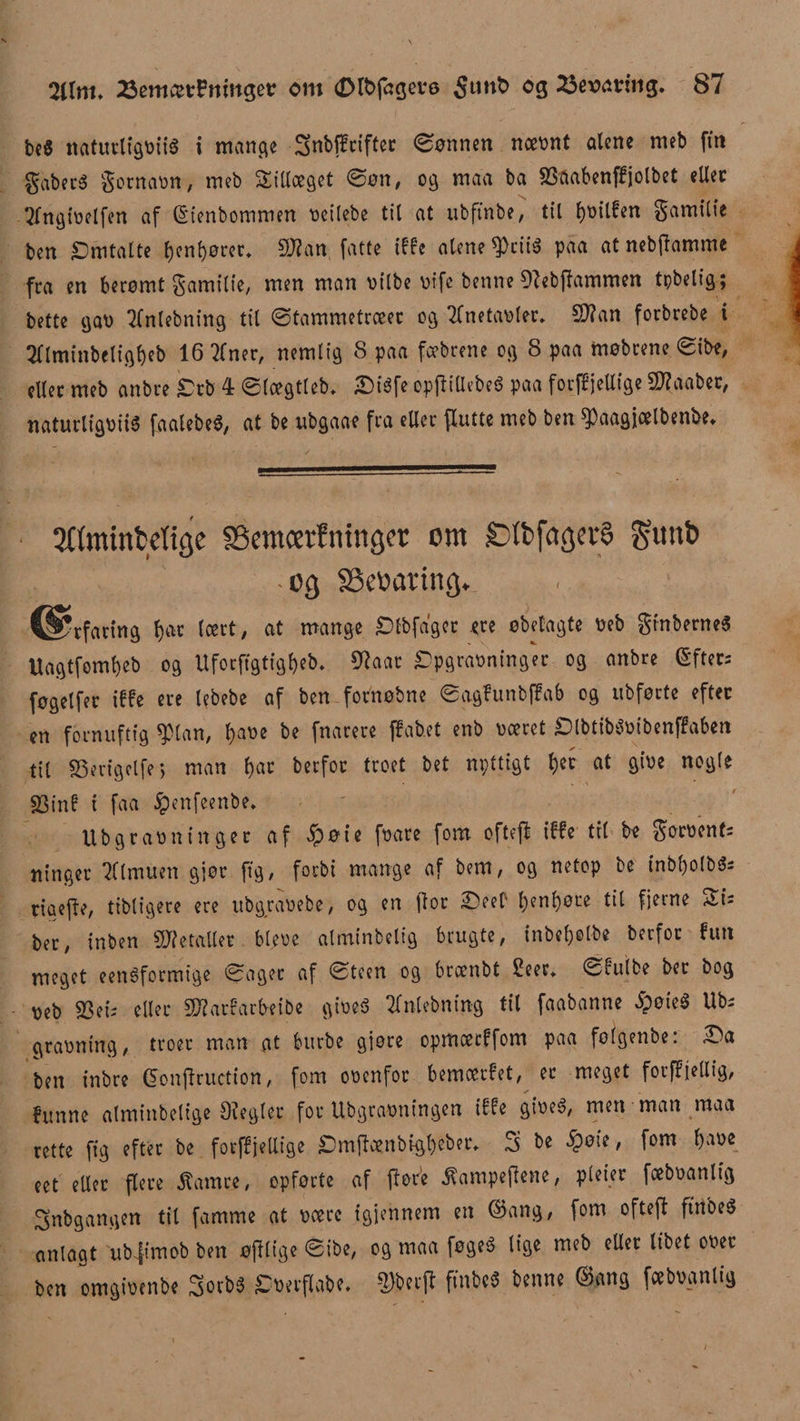 Alm. Bemærkninger om Oldſagers Fund og Bevaring. 87
des naturligviis i mange Indſkrifter Sønnen nævnt alene med ſin
Faders Fornavn, med Tillæget Søn, og maa da Vaabenſkjoldet eller
Angivelſen af Eiendommen veilede til at udfinde, til hvilken Familie
den Omtalte henhører. Man ſatte ikke alene Priis paa at nedſtamme
fra en berømt Familie, men man vilde viſe denne Nedſtammen tydelig;
dette gav Anledning til Stammetræer og Anetavler. Man fordrede i
Almindelighed 16 Aner, nemlig 8 paa fædrene og 8 paa mødrene Side,
eller med andre Ord 4 Slægtled. Disſe opſtilledes paa forſkjellige Maader,
naturligviis ſaaledes, at de udgaae fra eller ſlutte med den Paagjældende.
Almindelige Bemærkninger om Oldſagers Fund
og Bevaring.
Erfaring har lært, at mange Oldſager ere ødelagte ved Findernes
Uagtſomhed og Uforſigtighed. Naar Opgravninger og andre Efter-
ſøgelſer ikke ere ledede af den fornødne Sagkundſkab og udførte efter
en fornuftig Plan, have de ſnarere ſkadet end været Oldtidsvidenſkaben
til Berigelſe; man har derfor troet det nyttigt her at give nogle
Vink i ſaa Henſeende.
Udgravninger af Høie ſvare ſom ofteſt ikke til de Forvent-
ninger Almuen gjør ſig, fordi mange af dem, og netop de indholds-
rigeſte, tidligere ere udgravede, og en ſtor Deel henhøre til fjerne Ti-
der, inden Metaller bleve almindelig brugte, indeholde derfor kun
meget eensformige Sager af Steen og brændt Leer. Skulde der dog
ved Vei- eller Markarbeide gives Anledning til ſaadanne Høies Ud-
gravning, troer man at burde gjøre opmærkſom paa følgende: Da
den indre Conſtruction, ſom ovenfor bemærket, er meget forſkjellig,
kunne almindelige Regler for Udgravningen ikke gives, men man maa
rette ſig efter de forſkjellige Omſtændigheder. I de Høie, ſom have
eet eller flere Kamre, opførte af ſtore Kampeſtene, pleier ſædvanlig
Indgangen til ſamme at være igjennem en Gang, ſom ofteſt findes
anlagt ud imod den øſtlige Side, og maa ſøges lige med eller lidet over
den omgivende Jords Overflade. Yderſt findes denne Gang ſædvanlig